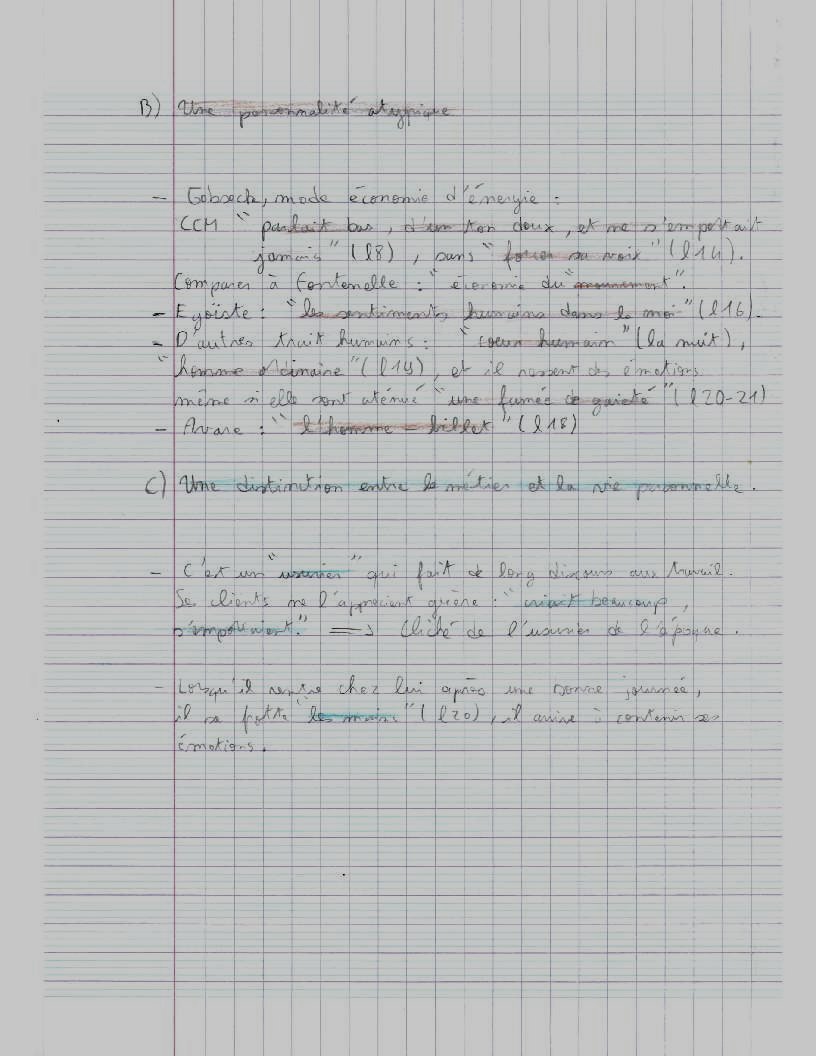 B) Une personnalité atypique
- Gobseck, mode économie d'énergie :
CCM " parlait bas, d'un ton doux, et ne s'emportait
jamais" (l8), sans " forcer sa voix" (l14).
Comparer à Fontenelle : " économie du "mouvement".
- Egoïste : "les sentiments humains dans le moi" (l16).
- D'autres trait humains : "coeur humain" (la nuit),
"homme ordinaire" (l19), et il ressent des émotions
même si elle sont aténué "une fumée de gaieté" (l20-21)
- Avare : " l'homme - billet " (l18)
C) Une distinction entre le métier et la vie personnelle.
- C'est un "usurier" qui fait de long discours aux travail.
Se clients ne l'apprécient guère : "criait beaucoup,
s'emportaient." => Cliché de l'usurier de l'époque.
- Lorsqu'il rentre chez lui après une bonne journée,
il se frotte "les mains" (l20), il arrive à contenir ses
émotions.